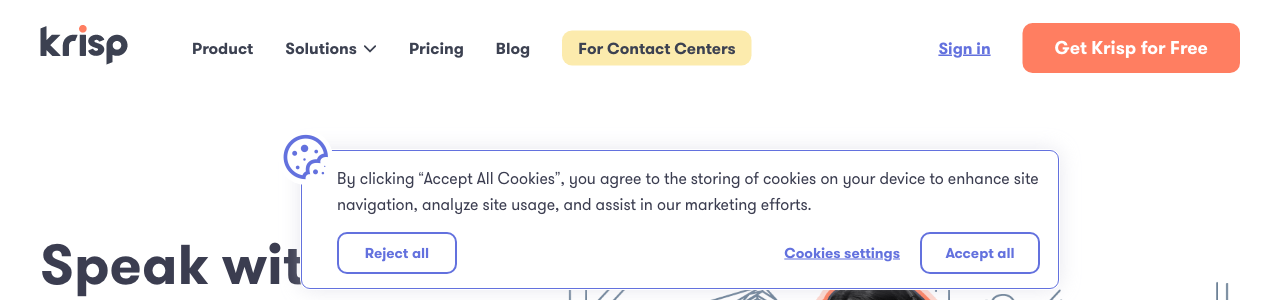 krisp
Product
Solutions
Pricing
Blog
For Contact Centers
Sign in
Get Krisp for Free
By clicking “Accept All Cookies”, you agree to the storing of cookies on your device to enhance site
navigation, analyze site usage, and assist in our marketing efforts.
Reject all
Cookies settings
Accept all
Speak